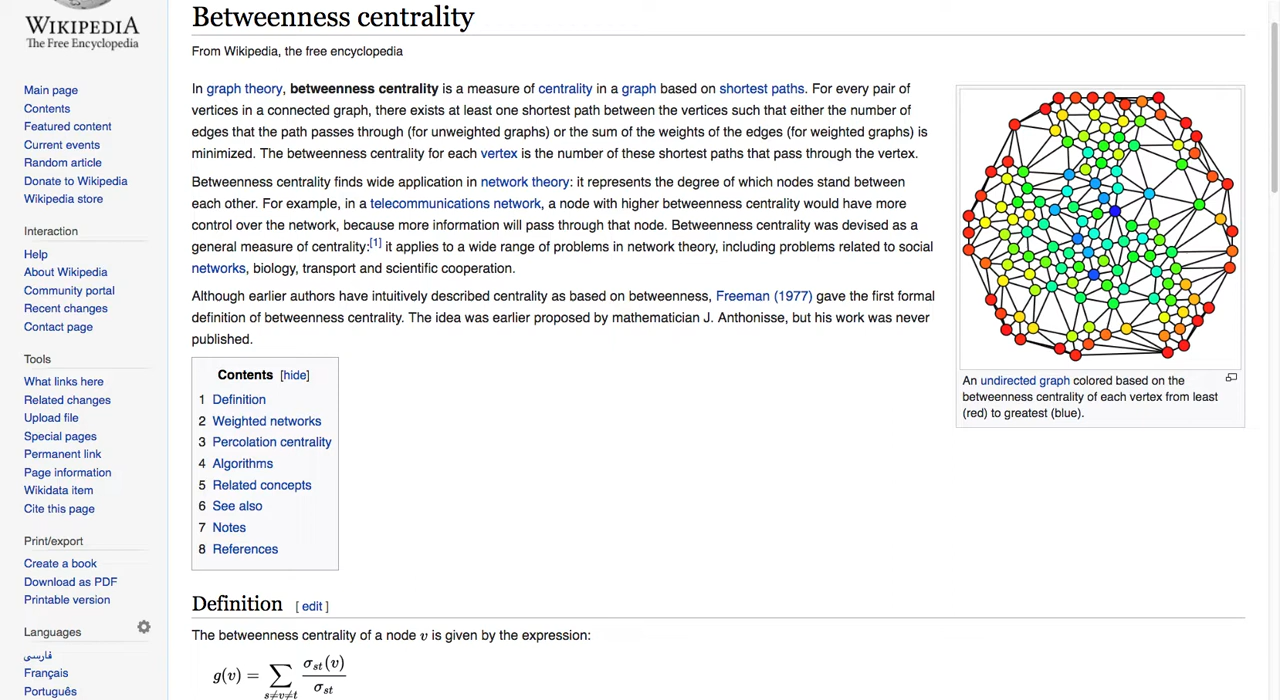 WIKIPEDIA
The Free Encyclopedia
Main page
Contents
Featured content
Current events
Random article
Donate to Wikipedia
Wikipedia store
Interaction
Help
About Wikipedia
Community portal
Recent changes
Contact page
Tools
What links here
Related changes
Upload file
Special pages
Permanent link
Page information
Wikidata item
Cite this page
Print/export
Create a book
Download as PDF
Printable version
Languages
فارسی
Français
Português
Betweenness centrality
From Wikipedia, the free encyclopedia
In graph theory, betweenness centrality is a measure of centrality in a graph based on shortest paths. For every pair of
vertices in a connected graph, there exists at least one shortest path between the vertices such that either the number of
edges that the path passes through (for unweighted graphs) or the sum of the weights of the edges (for weighted graphs) is
minimized. The betweenness centrality for each vertex is the number of these shortest paths that pass through the vertex.
Betweenness centrality finds wide application in network theory: it represents the degree of which nodes stand between
each other. For example, in a telecommunications network, a node with higher betweenness centrality would have more
control over the network, because more information will pass through that node. Betweenness centrality was devised as a
general measure of centrality:[1] it applies to a wide range of problems in network theory, including problems related to social
networks, biology, transport and scientific cooperation.
Although earlier authors have intuitively described centrality as based on betweenness, Freeman (1977) gave the first formal
definition of betweenness centrality. The idea was earlier proposed by mathematician J. Anthonisse, but his work was never
published.
An undirected graph colored based on the
betweenness centrality of each vertex from least
(red) to greatest (blue).
Contents [hide]
1 Definition
2 Weighted networks
3 Percolation centrality
4 Algorithms
5 Related concepts
6 See also
7 Notes
8 References
Definition [ edit ]
The betweenness centrality of a node v is given by the expression:
g(v) = ∑ s≠v≠t σst(v) / σst